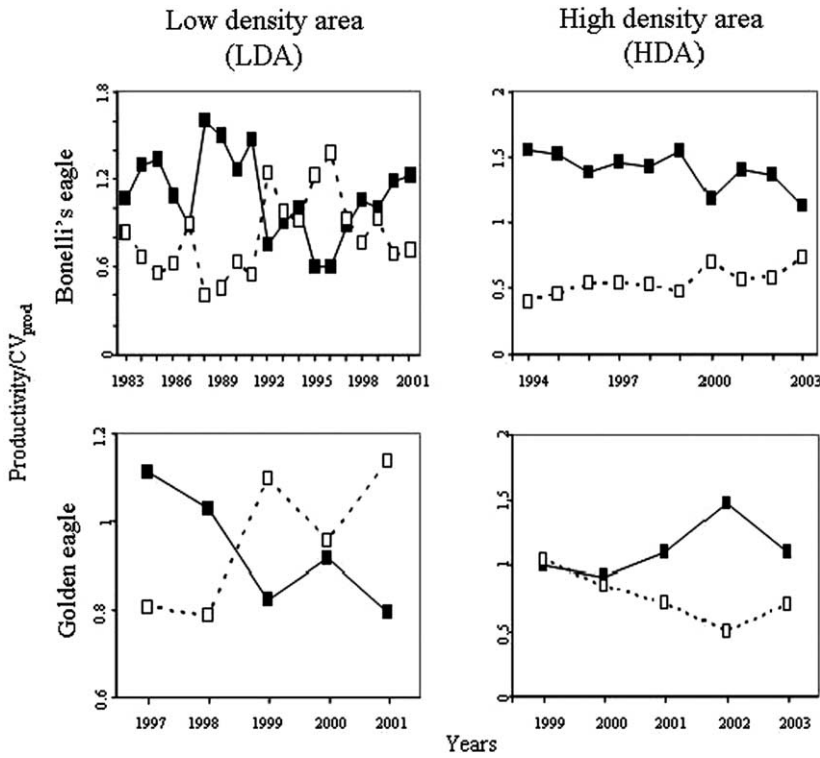 Low density area
(LDA)
High density area
(HDA)
Productivity/CVprod
Bonelli's eagle
1.8
1.2
0.6
0
1983 1986 1989 1992 1995 1998 2001
2
1.5
1
0.5
0
1994 1997 2000 2003
Golden eagle
1.2
1
0.8
0.6
1997 1998 1999 2000 2001
2
1.5
1
0.5
0
1999 2000 2001 2002 2003
Years